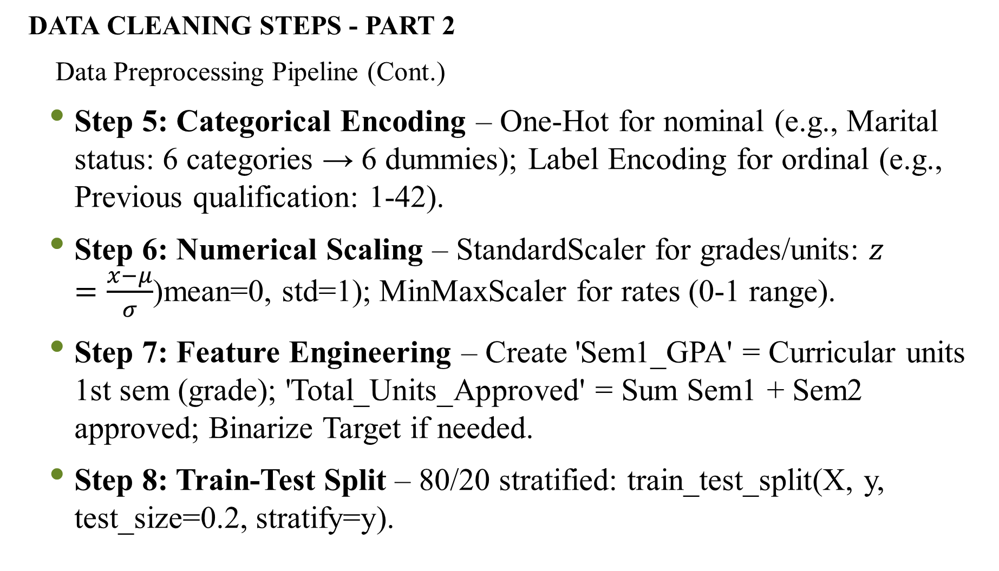 DATA CLEANING STEPS - PART 2
Data Preprocessing Pipeline (Cont.)
• Step 5: Categorical Encoding – One-Hot for nominal (e.g., Marital
status: 6 categories → 6 dummies); Label Encoding for ordinal (e.g.,
Previous qualification: 1-42).
• Step 6: Numerical Scaling – StandardScaler for grades/units: z
= \frac{x−μ}{σ})mean=0, std=1); MinMaxScaler for rates (0-1 range).
• Step 7: Feature Engineering – Create 'Sem1_GPA' = Curricular units
1st sem (grade); 'Total_Units_Approved' = Sum Sem1 + Sem2
approved; Binarize Target if needed.
• Step 8: Train-Test Split – 80/20 stratified: train_test_split(X, y,
test_size=0.2, stratify=y).